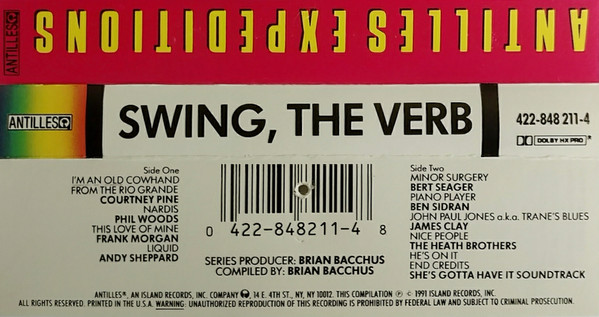 ANTILLES EXPEDITIONS
ANTILLES
ANTILLES
SWING, THE VERB
422-848 211-4
DOLBY HX PRO
Side One
I'M AN OLD COWHAND
FROM THE RIO GRANDE
COURTNEY PINE
NARDIS
PHIL WOODS
THIS LOVE OF MINE
FRANK MORGAN
LIQUID
ANDY SHEPPARD
0 422-848211-4 8
SERIES PRODUCER: BRIAN BACCHUS
COMPILED BY: BRIAN BACCHUS
Side Two
MINOR SURGERY
BERT SEAGER
PIANO PLAYER
BEN SIDRAN
JOHN PAUL JONES a.k.a. TRANE'S BLUES
JAMES CLAY
NICE PEOPLE
THE HEATH BROTHERS
HE'S ON IT
END CREDITS
SHE'S GOTTA HAVE IT SOUNDTRACK
ANTILLES®, AN ISLAND RECORDS, INC. COMPANY, 14 E. 4TH ST., NY, NY 10012. THIS COMPILATION ℗ © 1991 ISLAND RECORDS, INC.
ALL RIGHTS RESERVED. PRINTED IN THE U.S.A. WARNING: UNAUTHORIZED REPRODUCTION OF THIS RECORDING IS PROHIBITED BY FEDERAL LAW AND SUBJECT TO CRIMINAL PROSECUTION.